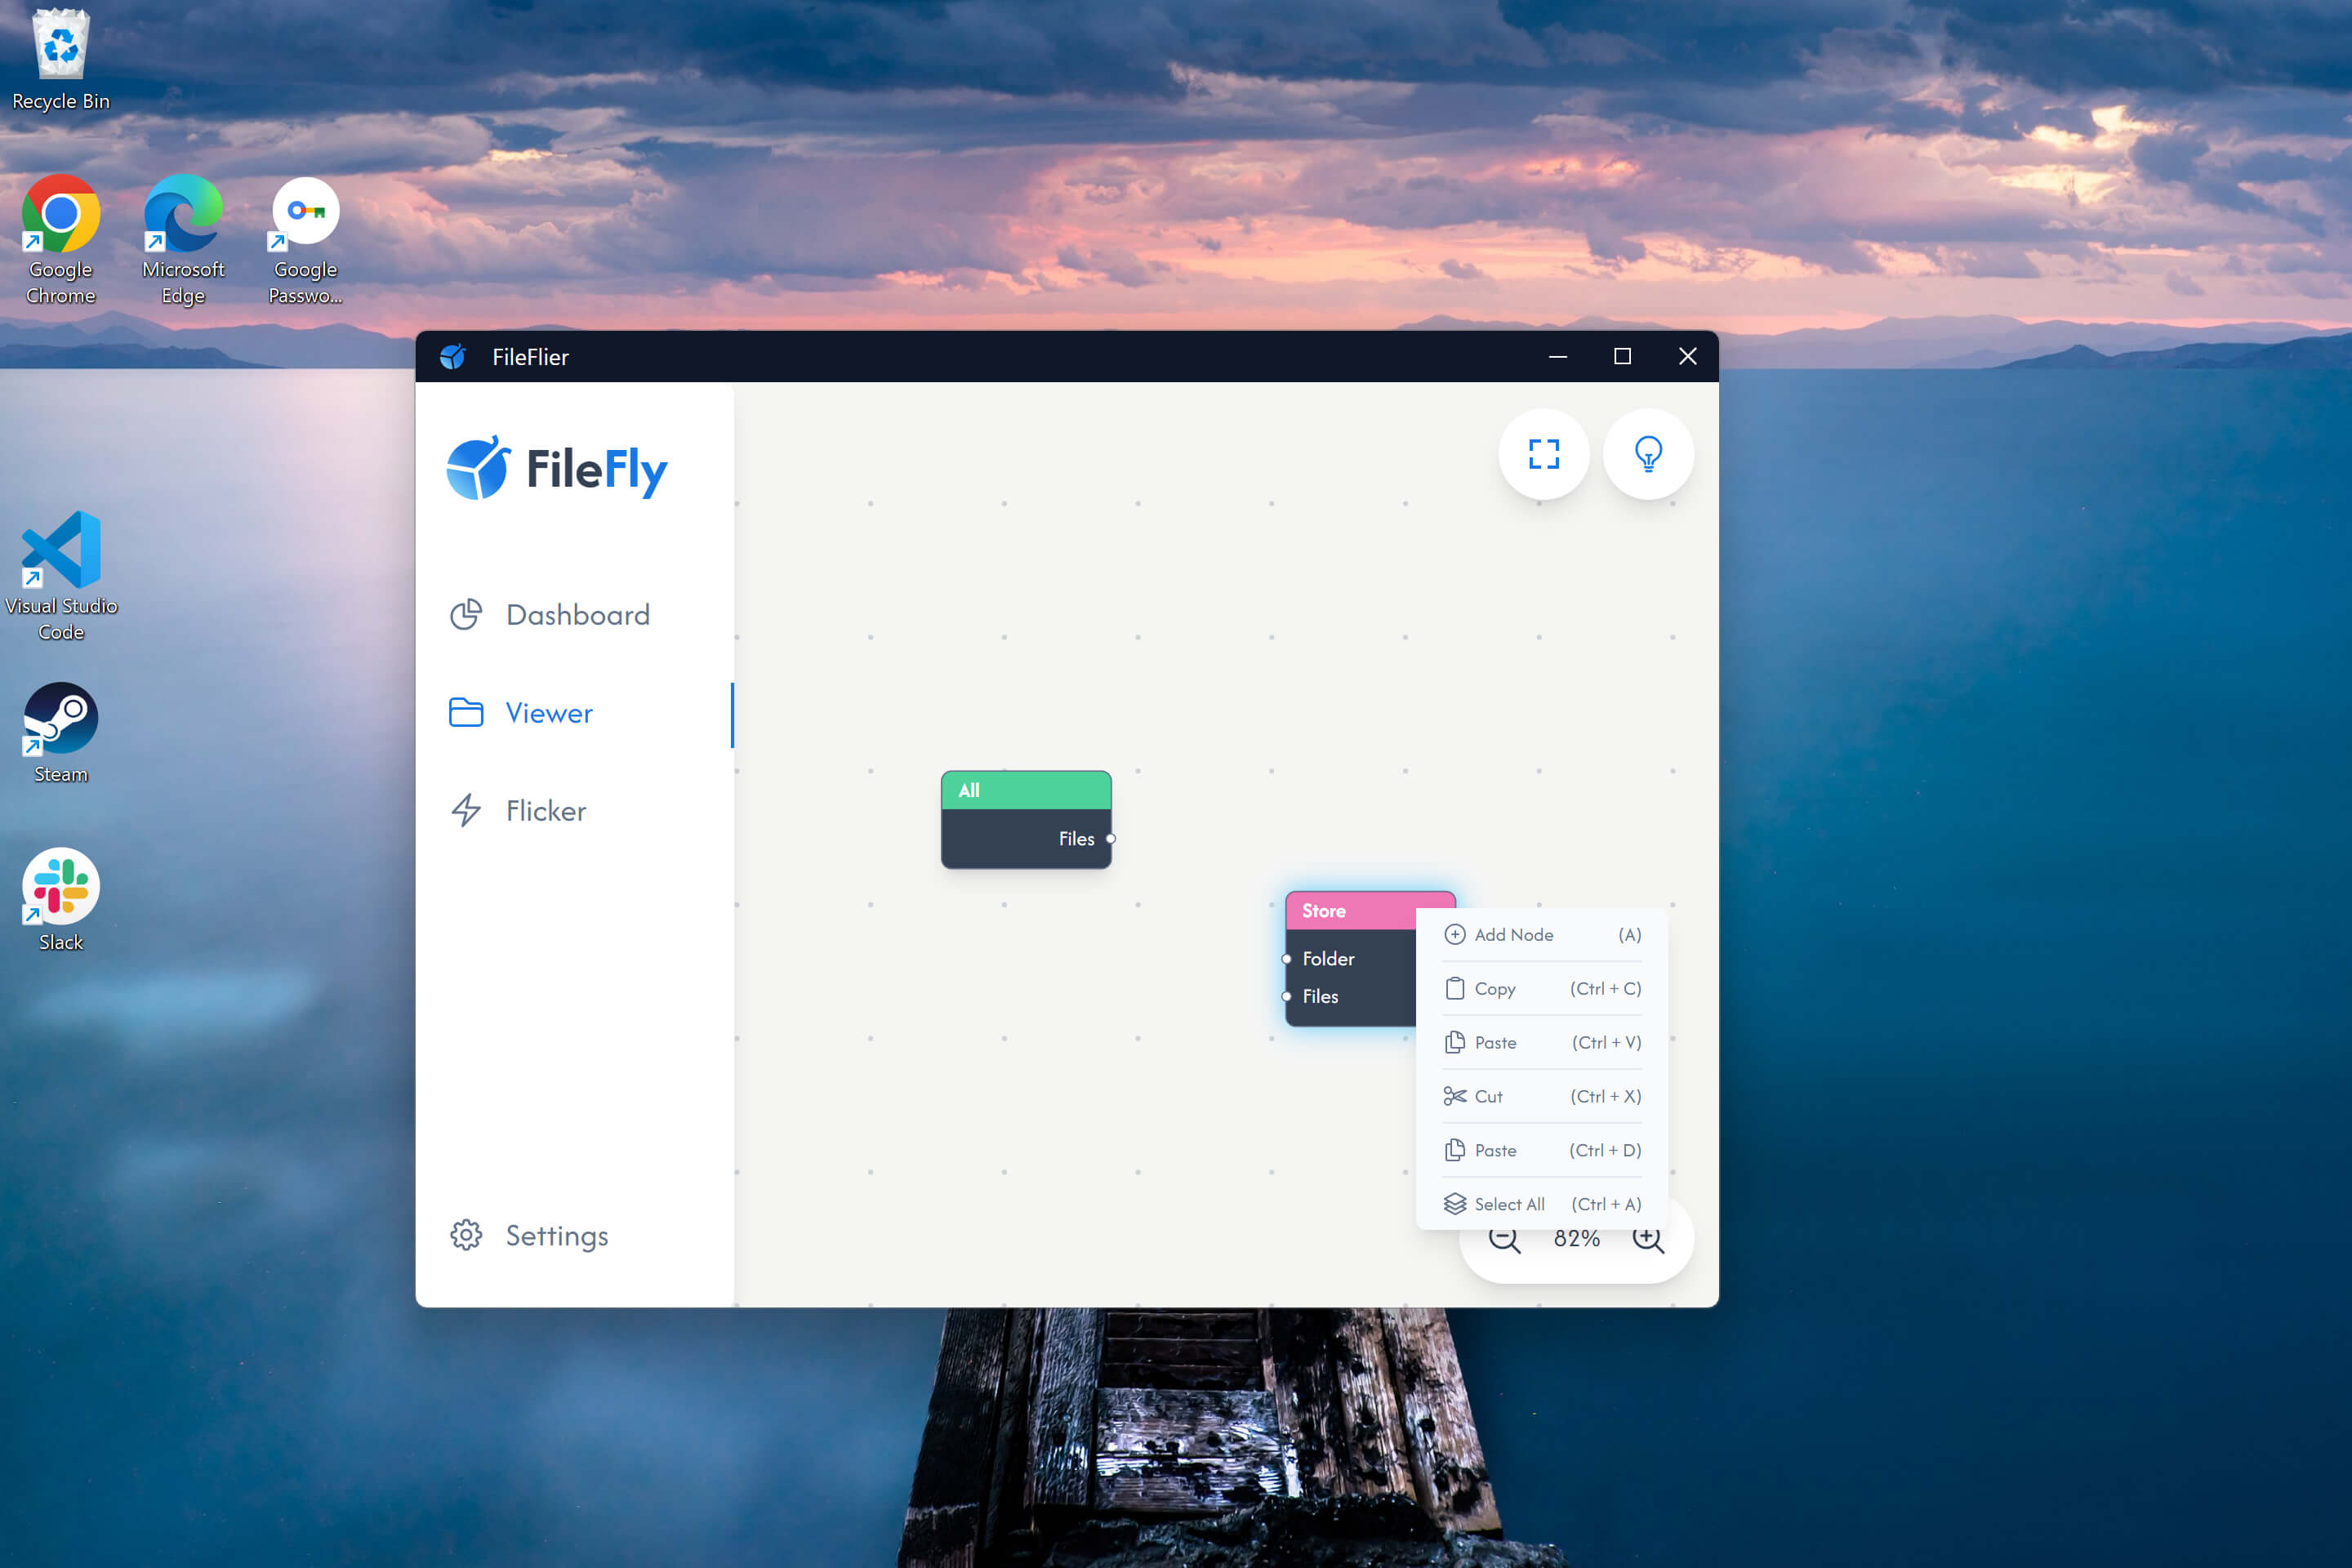 Recycle Bin
Google
Chrome
Microsoft
Edge
Google
Passwo...
Visual Studio
Code
Steam
Slack
FileFlier
FileFly
Dashboard
Viewer
Flicker
Settings
All
Files
Store
Folder
Files
Add Node (A)
Copy (Ctrl + C)
Paste (Ctrl + V)
Cut (Ctrl + X)
Paste (Ctrl + D)
Select All (Ctrl + A)
82%